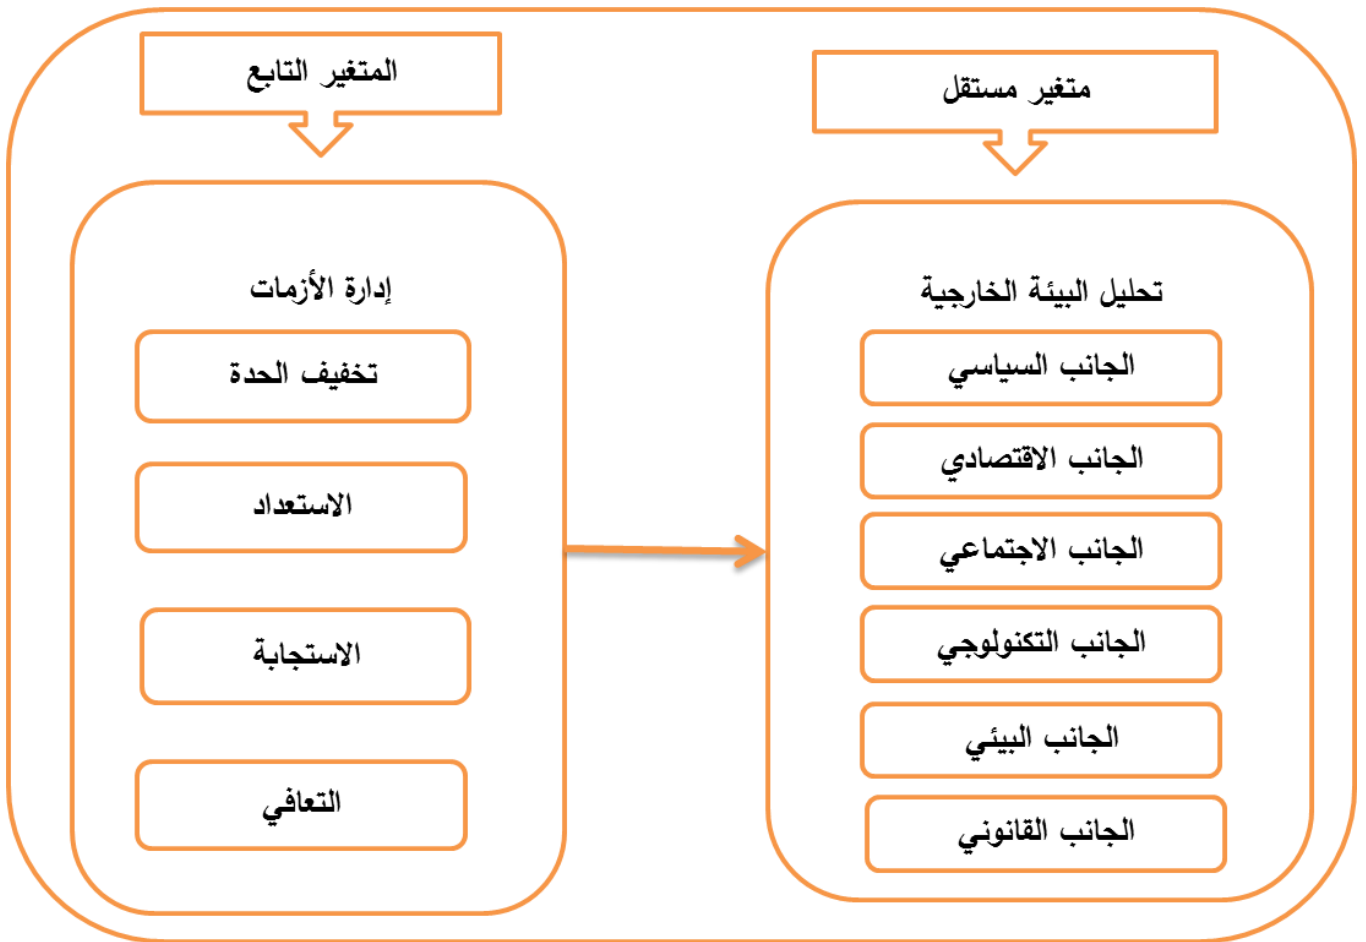 متغير مستقل
تحليل البيئة الخارجية
الجانب السياسي
الجانب الاقتصادي
الجانب الاجتماعي
الجانب التكنولوجي
الجانب البيئي
الجانب القانوني
المتغير التابع
إدارة الأزمات
تخفيف الحدة
الاستعداد
الاستجابة
التعافي